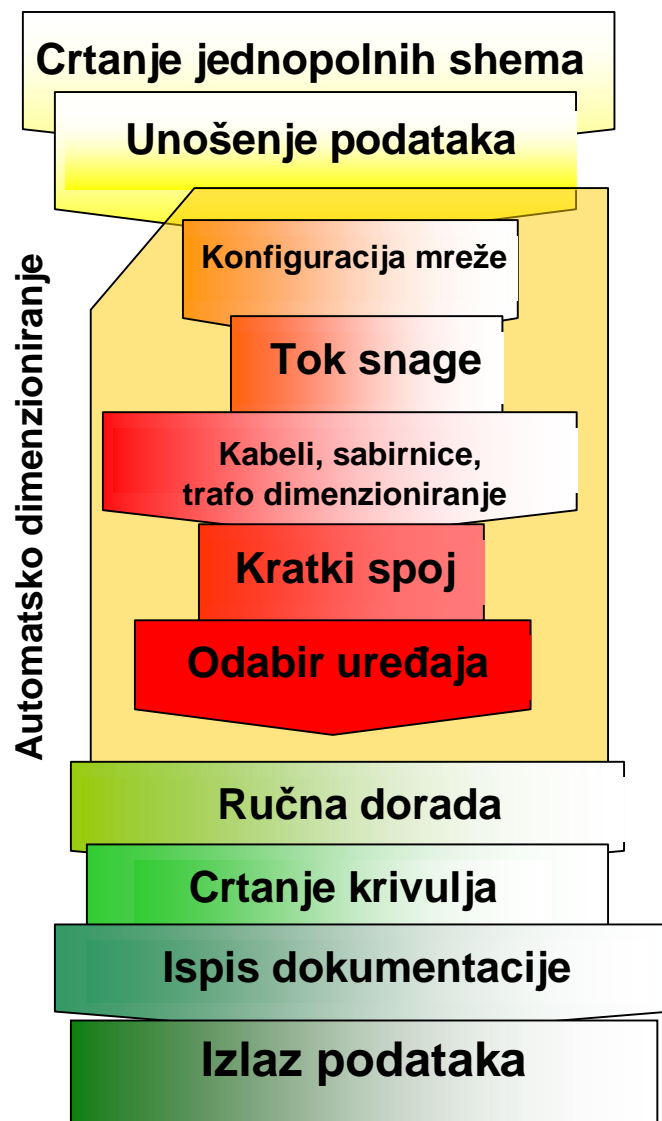 Crtanje jednopolnih shema
Unošenje podataka
Automatsko dimenzioniranje
Konfiguracija mreže
Tok snage
Kabeli, sabirnice,
trafo dimenzioniranje
Kratki spoj
Odabir uređaja
Ručna dorada
Crtanje krivulja
Ispis dokumentacije
Izlaz podataka